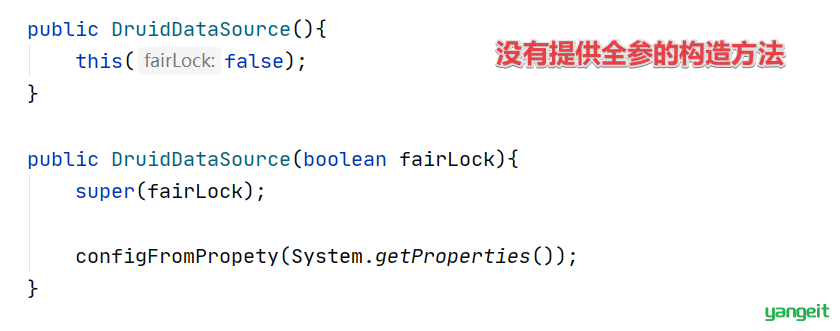 public DruidDataSource(){
没有提供全参的构造方法
this( fairLock: false);
}
public DruidDataSource(boolean fairLock){
super(fairLock);
configFromPropety(System.getProperties());
}
yangeit